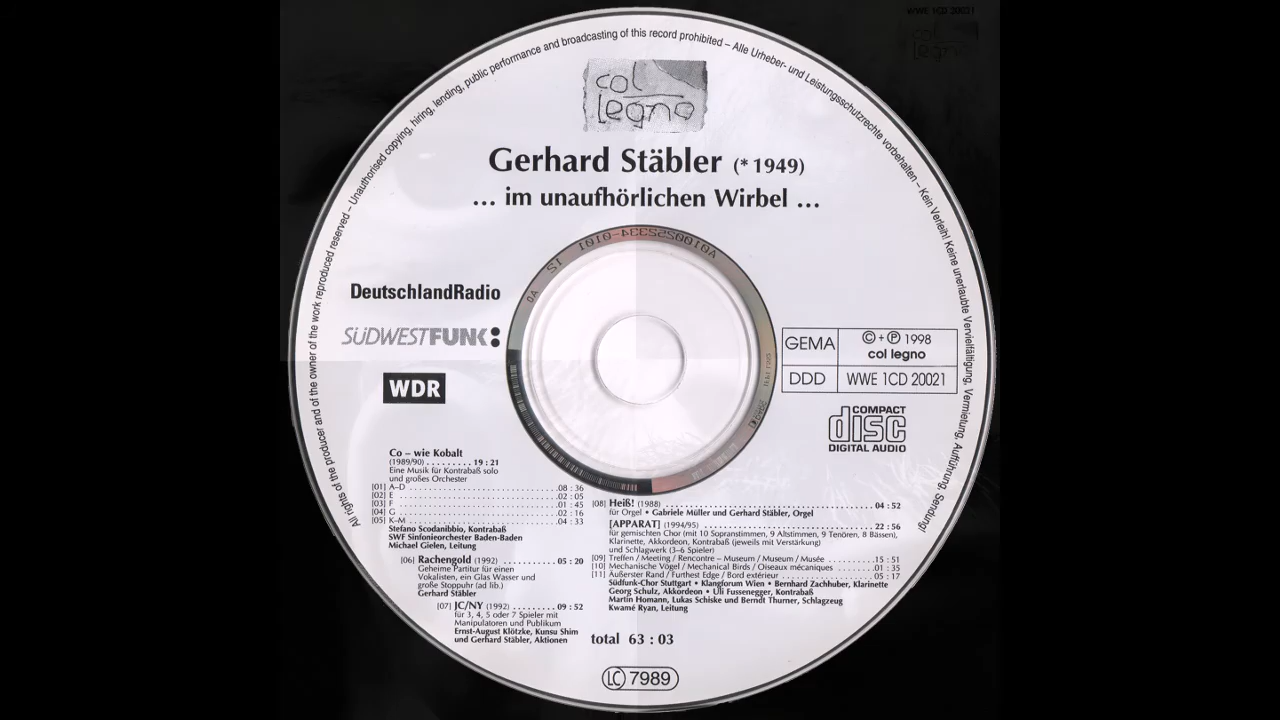 WWE 1CD 20021
col legno
All rights of the producer and of the owner of the work reproduced reserved – Unauthorised copying, hiring, lending, public performance and broadcasting of this record prohibited – Alle Urheber- und Leistungsschutzrechte vorbehalten – Kein Verleih! Keine unerlaubte Vervielfältigung, Vermietung, Aufführung, Sendung!
col
legno
Gerhard Stäbler (* 1949)
... im unaufhörlichen Wirbel ...
A0100525334-0101 12 A0
DeutschlandRadio
SÜDWESTFUNK:
WDR
GEMA
© + ℗ 1998
col legno
DDD
WWE 1CD 20021
COMPACT
disc
DIGITAL AUDIO
Co – wie Kobalt
(1989/90) ......... 19 : 21
Eine Musik für Kontrabaß solo
und großes Orchester
[01] A–D ........ 08 : 36
[02] E ........ 02 : 05
[03] F ........ 01 : 45
[04] G ........ 02 : 16
[05] K–M ........ 04 : 33
Stefano Scodanibbio, Kontrabaß
SWF Sinfonieorchester Baden-Baden
Michael Gielen, Leitung
[06] Rachengold (1992) ........ 05 : 20
Geheime Partitur für einen
Vokalisten, ein Glas Wasser und
große Stoppuhr (ad lib.)
Gerhard Stäbler
[07] JC/NY (1992) .......... 09 : 52
für 3, 4, 5 oder 7 Spieler mit
Manipulatoren und Publikum
Ernst-August Klötzke, Kunsu Shim
und Gerhard Stäbler, Aktionen
[08] Heiß! (1988) ........ 04 : 52
für Orgel • Gabriele Müller und Gerhard Stäbler, Orgel
[APPARAT] (1994/95) ........ 22 : 56
für gemischten Chor (mit 10 Sopranstimmen, 9 Altstimmen, 9 Tenören, 8 Bässen),
Klarinette, Akkordeon, Kontrabaß (jeweils mit Verstärkung)
und Schlagwerk (3–6 Spieler)
[09] Treffen / Meeting / Rencontre – Museum / Museum / Musée ........ 15 : 51
[10] Mechanische Vögel / Mechanical Birds / Oiseaux mécaniques ........ 01 : 35
[11] Äußerster Rand / Furthest Edge / Bord extérieur ........ 05 : 17
Südfunk-Chor Stuttgart • Klangforum Wien • Bernhard Zachhuber, Klarinette
Georg Schulz, Akkordeon • Uli Fussenegger, Kontrabaß
Martin Homann, Lukas Schiske und Berndt Thurner, Schlagzeug
Kwamé Ryan, Leitung
total 63 : 03
LC 7989